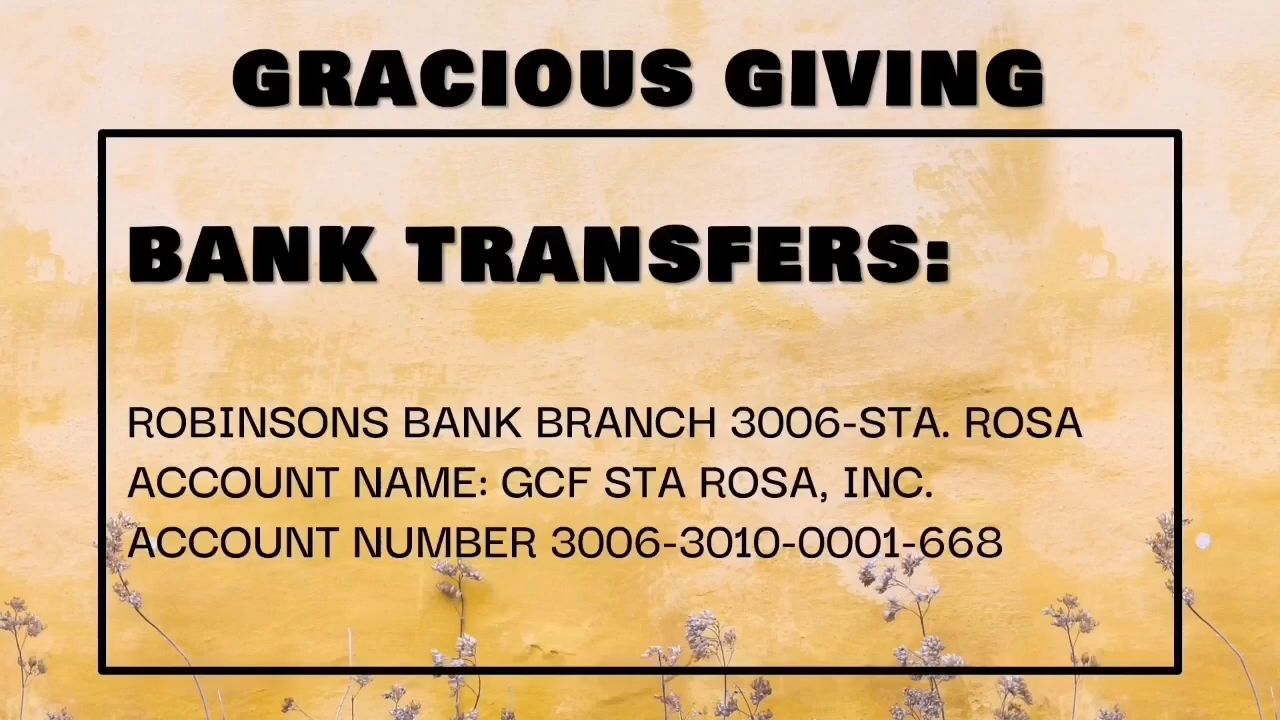 GRACIOUS GIVING
BANK TRANSFERS:
ROBINSONS BANK BRANCH 3006-STA. ROSA
ACCOUNT NAME: GCF STA ROSA, INC.
ACCOUNT NUMBER 3006-3010-0001-668